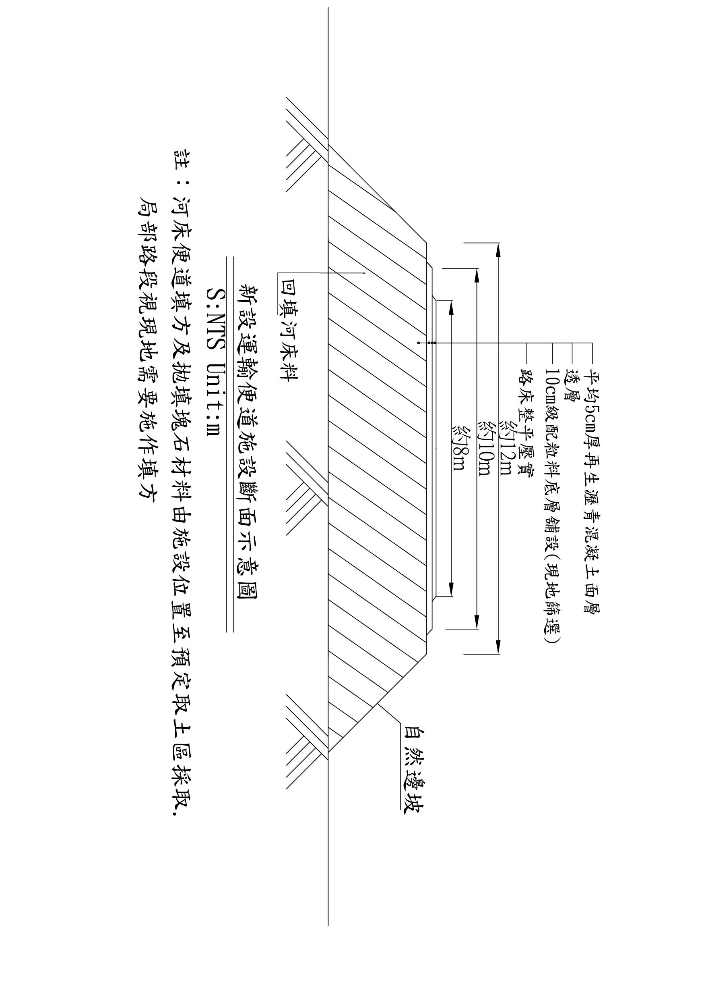 平均5cm厚再生瀝青混凝土面層
透層
10cm級配粒料底層舖設(現地篩選)
路床整平壓實
約12m
約10m
約8m
自然邊坡
回填河床料
新設運輸便道施設斷面示意圖
S:NTS Unit:m
註：河床便道填方及拋填塊石材料由施設位置至預定取土區採取.
局部路段視現地需要施作填方